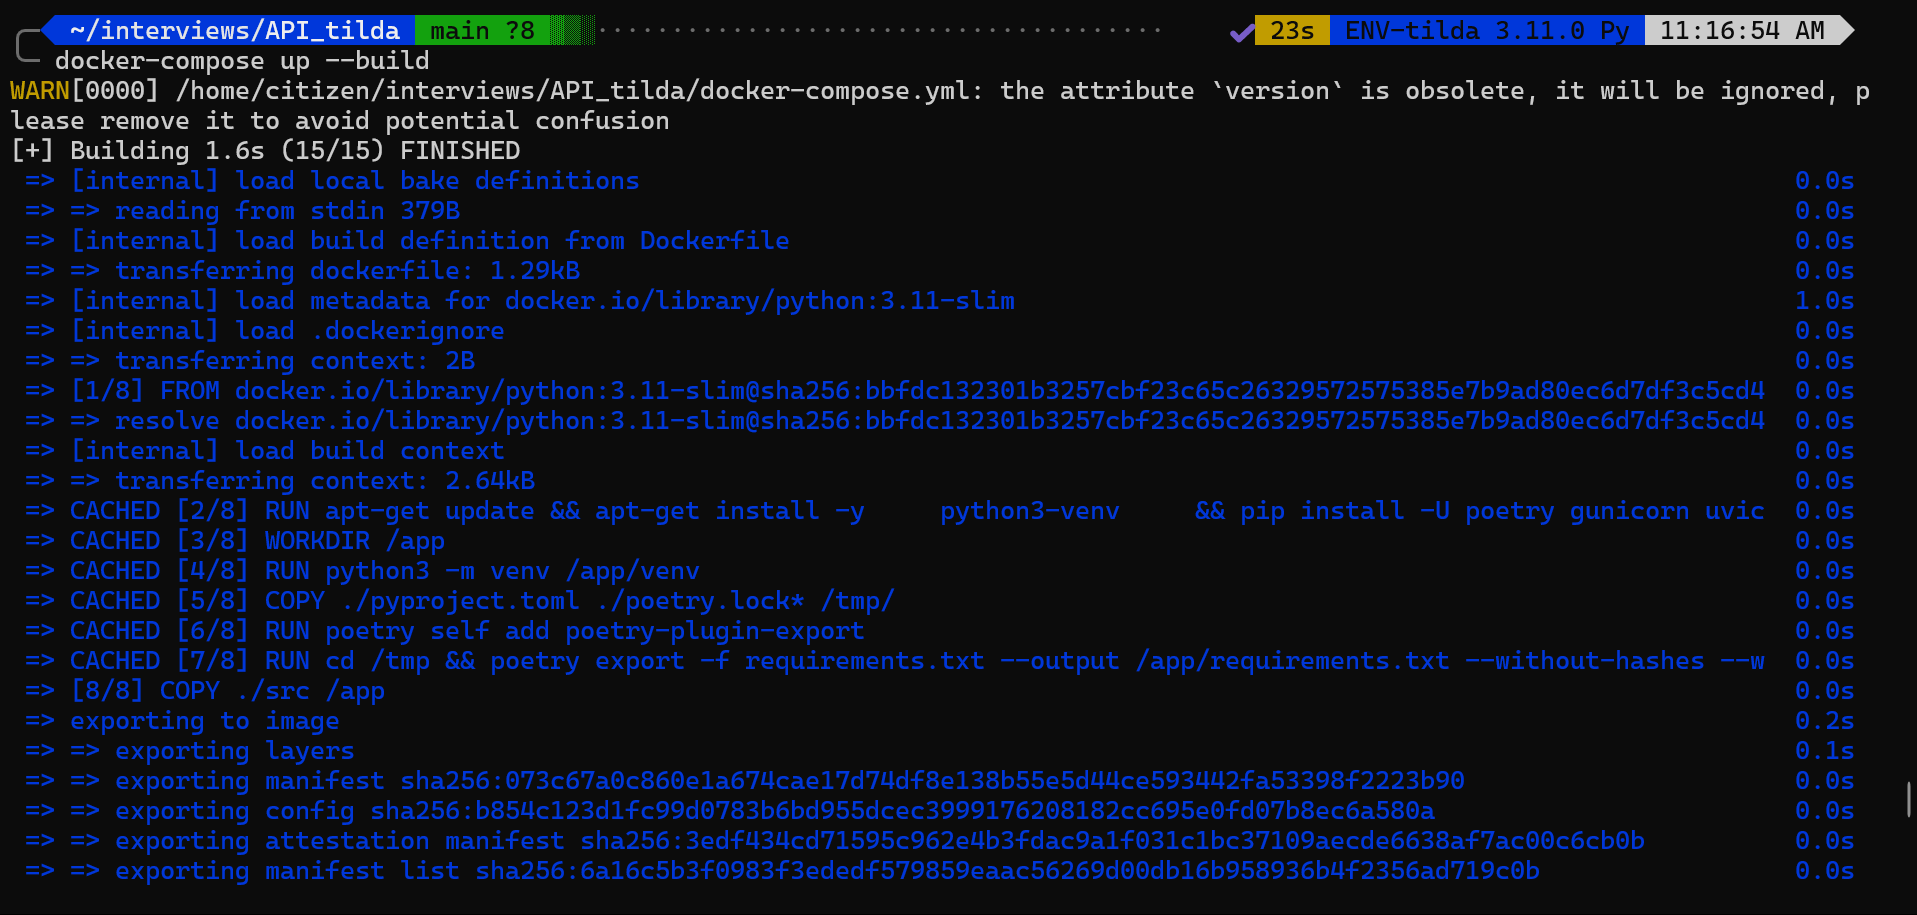 ~/interviews/API_tilda main ?8 23s ENV-tilda 3.11.0 Py 11:16:54 AM
docker-compose up --build
WARN[0000] /home/citizen/interviews/API_tilda/docker-compose.yml: the attribute `version` is obsolete, it will be ignored, p
lease remove it to avoid potential confusion
[+] Building 1.6s (15/15) FINISHED
=> [internal] load local bake definitions 0.0s
=> => reading from stdin 379B 0.0s
=> [internal] load build definition from Dockerfile 0.0s
=> => transferring dockerfile: 1.29kB 0.0s
=> [internal] load metadata for docker.io/library/python:3.11-slim 1.0s
=> [internal] load .dockerignore 0.0s
=> => transferring context: 2B 0.0s
=> [1/8] FROM docker.io/library/python:3.11-slim@sha256:bbfdc132301b3257cbf23c65c26329572575385e7b9ad80ec6d7df3c5cd4 0.0s
=> => resolve docker.io/library/python:3.11-slim@sha256:bbfdc132301b3257cbf23c65c26329572575385e7b9ad80ec6d7df3c5cd4 0.0s
=> [internal] load build context 0.0s
=> => transferring context: 2.64kB 0.0s
=> CACHED [2/8] RUN apt-get update && apt-get install -y     python3-venv     && pip install -U poetry gunicorn uvic 0.0s
=> CACHED [3/8] WORKDIR /app 0.0s
=> CACHED [4/8] RUN python3 -m venv /app/venv 0.0s
=> CACHED [5/8] COPY ./pyproject.toml ./poetry.lock* /tmp/ 0.0s
=> CACHED [6/8] RUN poetry self add poetry-plugin-export 0.0s
=> CACHED [7/8] RUN cd /tmp && poetry export -f requirements.txt --output /app/requirements.txt --without-hashes --w 0.0s
=> [8/8] COPY ./src /app 0.0s
=> exporting to image 0.2s
=> => exporting layers 0.1s
=> => exporting manifest sha256:073c67a0c860e1a674cae17d74df8e138b55e5d44ce593442fa53398f2223b90 0.0s
=> => exporting config sha256:b854c123d1fc99d0783b6bd955dcec3999176208182cc695e0fd07b8ec6a580a 0.0s
=> => exporting attestation manifest sha256:3edf434cd71595c962e4b3fdac9a1f031c1bc37109aecde6638af7ac00c6cb0b 0.0s
=> => exporting manifest list sha256:6a16c5b3f0983f3ededf579859eaac56269d00db16b958936b4f2356ad719c0b 0.0s